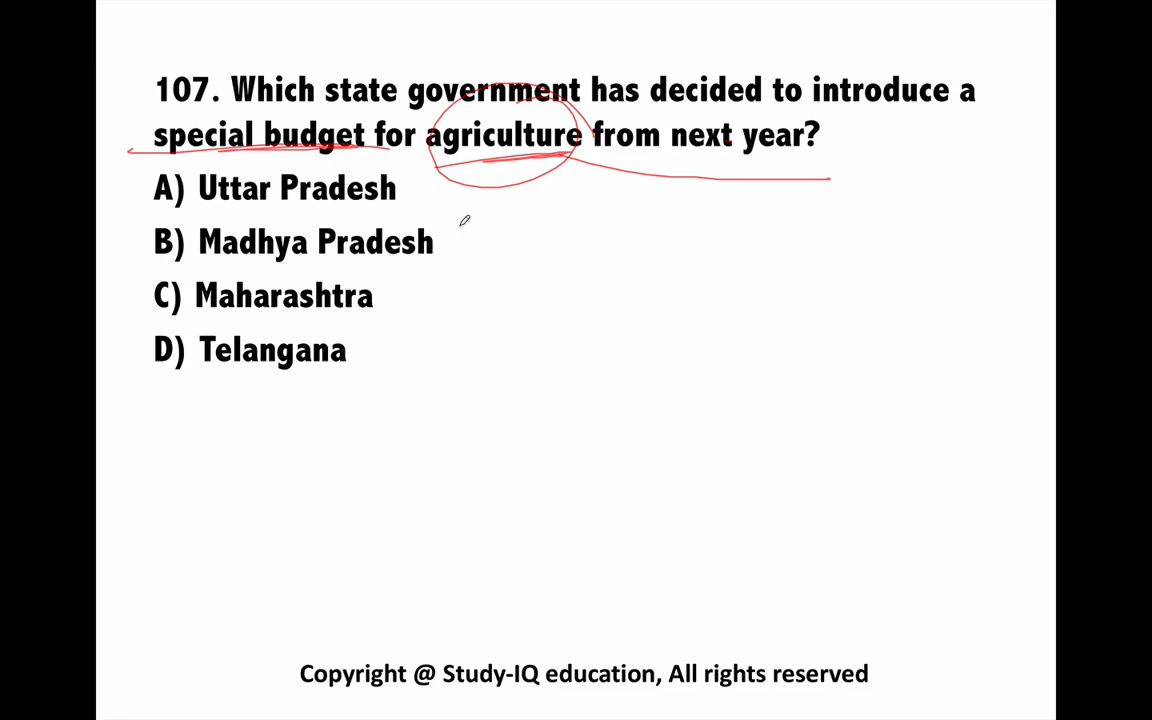 107. Which state government has decided to introduce a
special budget for agriculture from next year?
A) Uttar Pradesh
B) Madhya Pradesh
C) Maharashtra
D) Telangana
Copyright @ Study-IQ education, All rights reserved